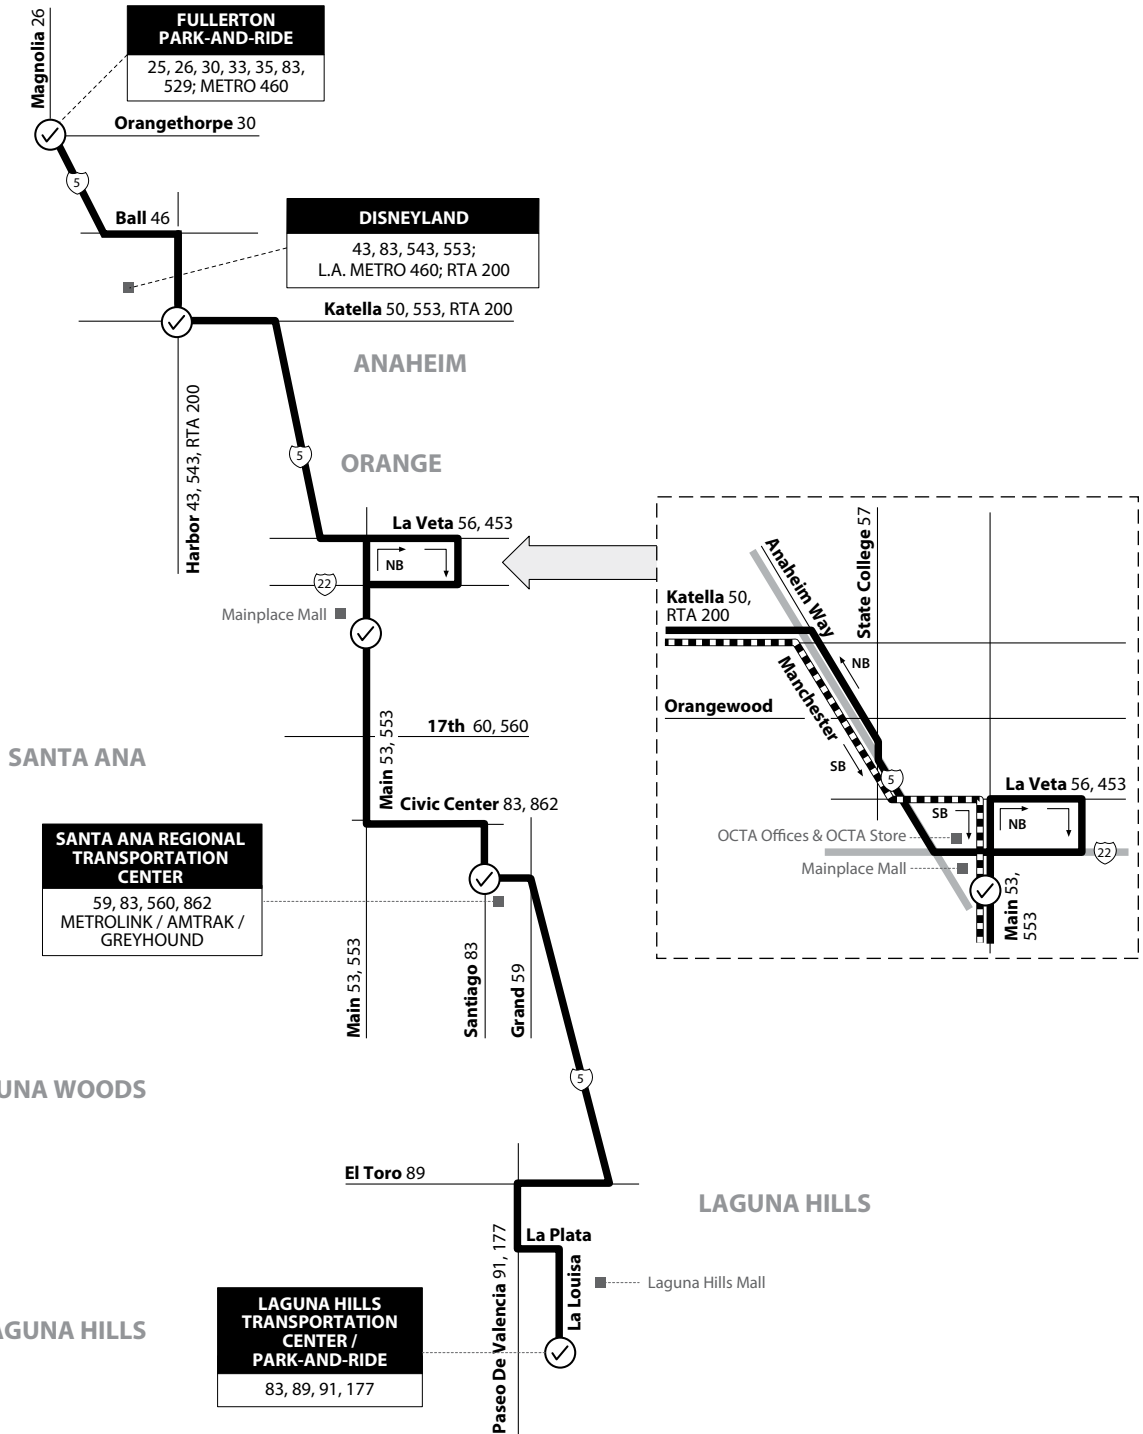 Magnolia 26
FULLERTON
PARK-AND-RIDE
25, 26, 30, 33, 35, 83,
529; METRO 460
Orangethorpe 30
5
Ball 46
DISNEYLAND
43, 83, 543, 553;
L.A. METRO 460; RTA 200
Katella 50, 553, RTA 200
ANAHEIM
Harbor 43, 543, RTA 200
5
ORANGE
La Veta 56, 453
NB
22
Mainplace Mall
17th 60, 560
Main 53, 553
SANTA ANA
Civic Center 83, 862
SANTA ANA REGIONAL
TRANSPORTATION
CENTER
59, 83, 560, 862
METROLINK / AMTRAK /
GREYHOUND
Main 53, 553
Santiago 83
Grand 59
5
UNA WOODS
El Toro 89
LAGUNA HILLS
La Plata
Paseo De Valencia 91, 177
La Louisa
Laguna Hills Mall
AGUNA HILLS
LAGUNA HILLS
TRANSPORTATION
CENTER /
PARK-AND-RIDE
83, 89, 91, 177
State College 57
Anaheim Way
Katella 50,
RTA 200
NB
Manchester
Orangewood
SB
5
La Veta 56, 453
SB
NB
OCTA Offices & OCTA Store
22
Mainplace Mall
Main 53,
553